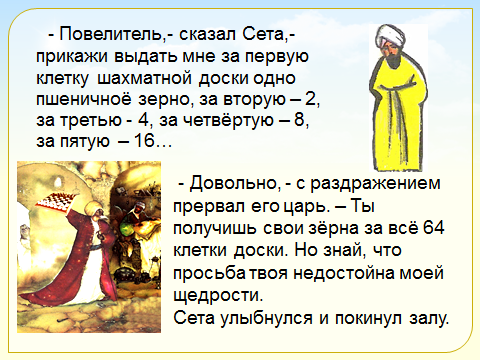 - Повелитель,- сказал Сета,-
прикажи выдать мне за первую
клетку шахматной доски одно
пшеничноё зерно, за вторую – 2,
за третью - 4, за четвёртую – 8,
за пятую – 16…
- Довольно, - с раздражением
прервал его царь. – Ты
получишь свои зёрна за всё 64
клетки доски. Но знай, что
просьба твоя недостойна моей
щедрости.
Сета улыбнулся и покинул залу.